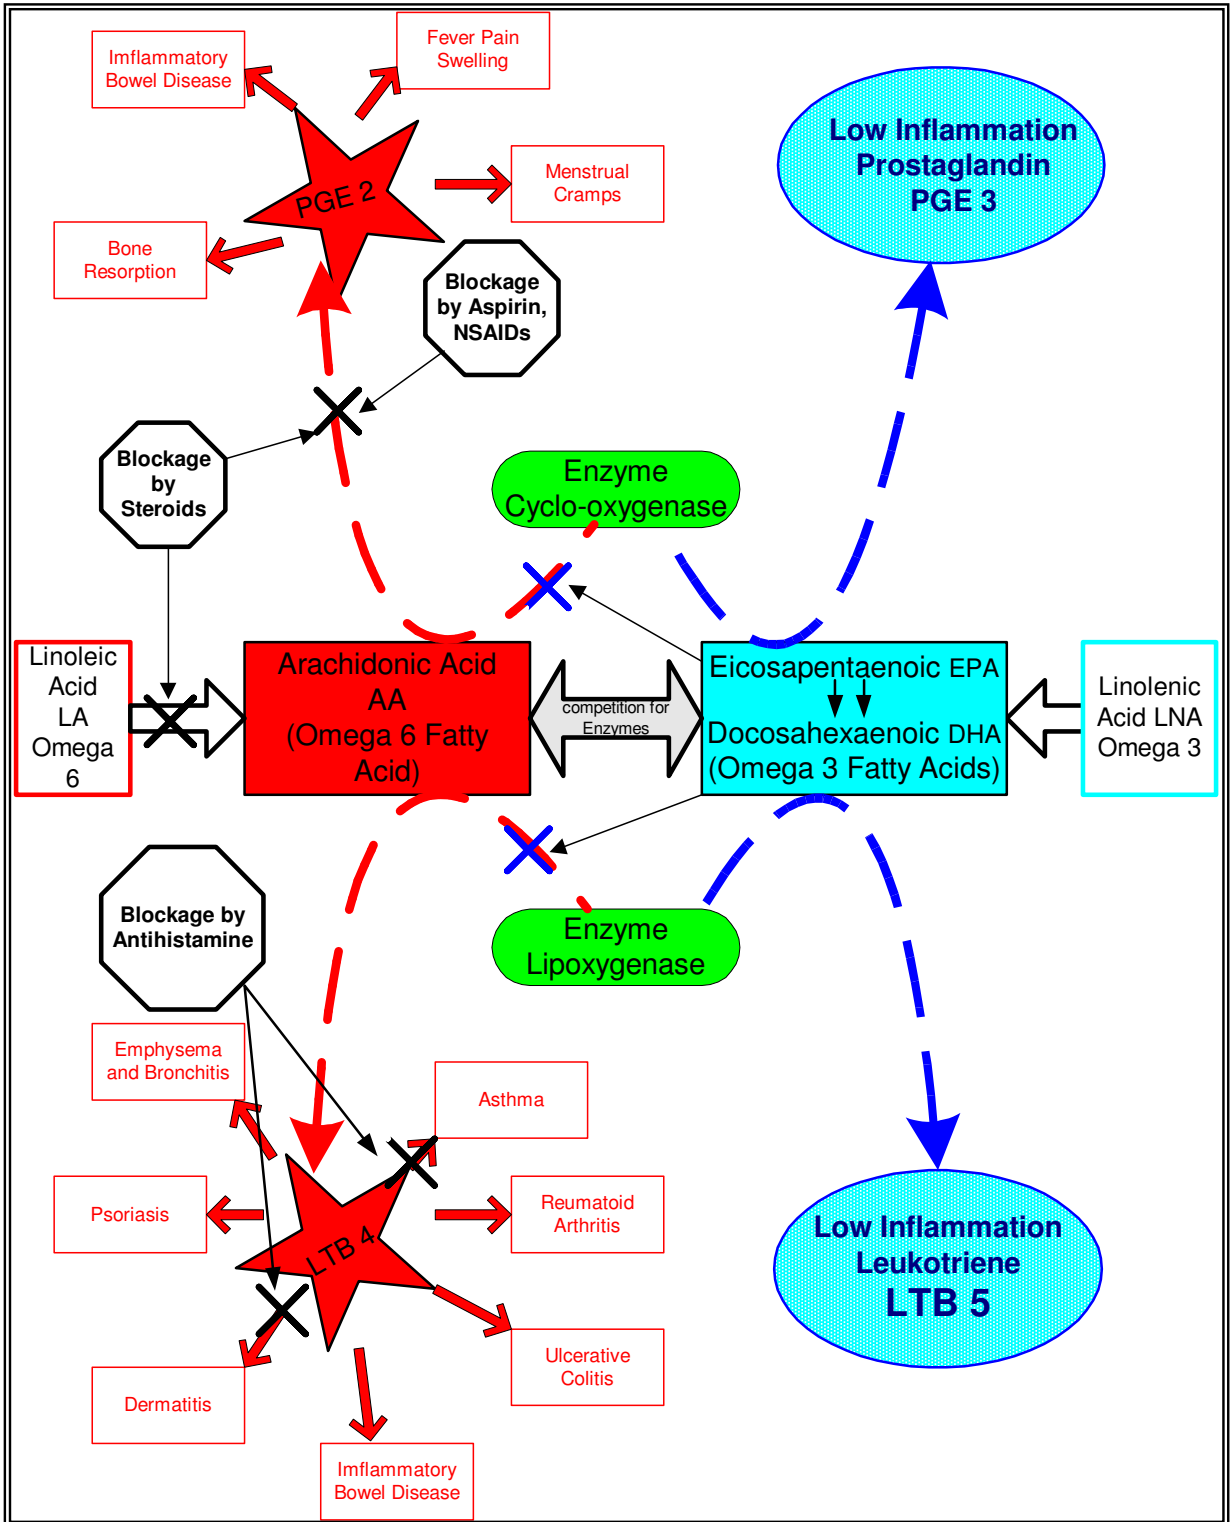 Imflammatory
Bowel Disease
Fever Pain
Swelling
Low Inflammation
Prostaglandin
PGE 3
PGE 2
Menstrual
Cramps
Bone
Resorption
Blockage
by Aspirin,
NSAIDs
Blockage
by
Steroids
Enzyme
Cyclo-oxygenase
Linoleic
Acid
LA
Omega
6
Arachidonic Acid
AA
(Omega 6 Fatty
Acid)
competition for
Enzymes
Eicosapentaenoic EPA
Docosahexaenoic DHA
(Omega 3 Fatty Acids)
Linolenic
Acid LNA
Omega 3
Blockage by
Antihistamine
Enzyme
Lipoxygenase
Emphysema
and Bronchitis
Asthma
Psoriasis
LTB 4
Reumatoid
Arthritis
Low Inflammation
Leukotriene
LTB 5
Ulcerative
Colitis
Dermatitis
Imflammatory
Bowel Disease